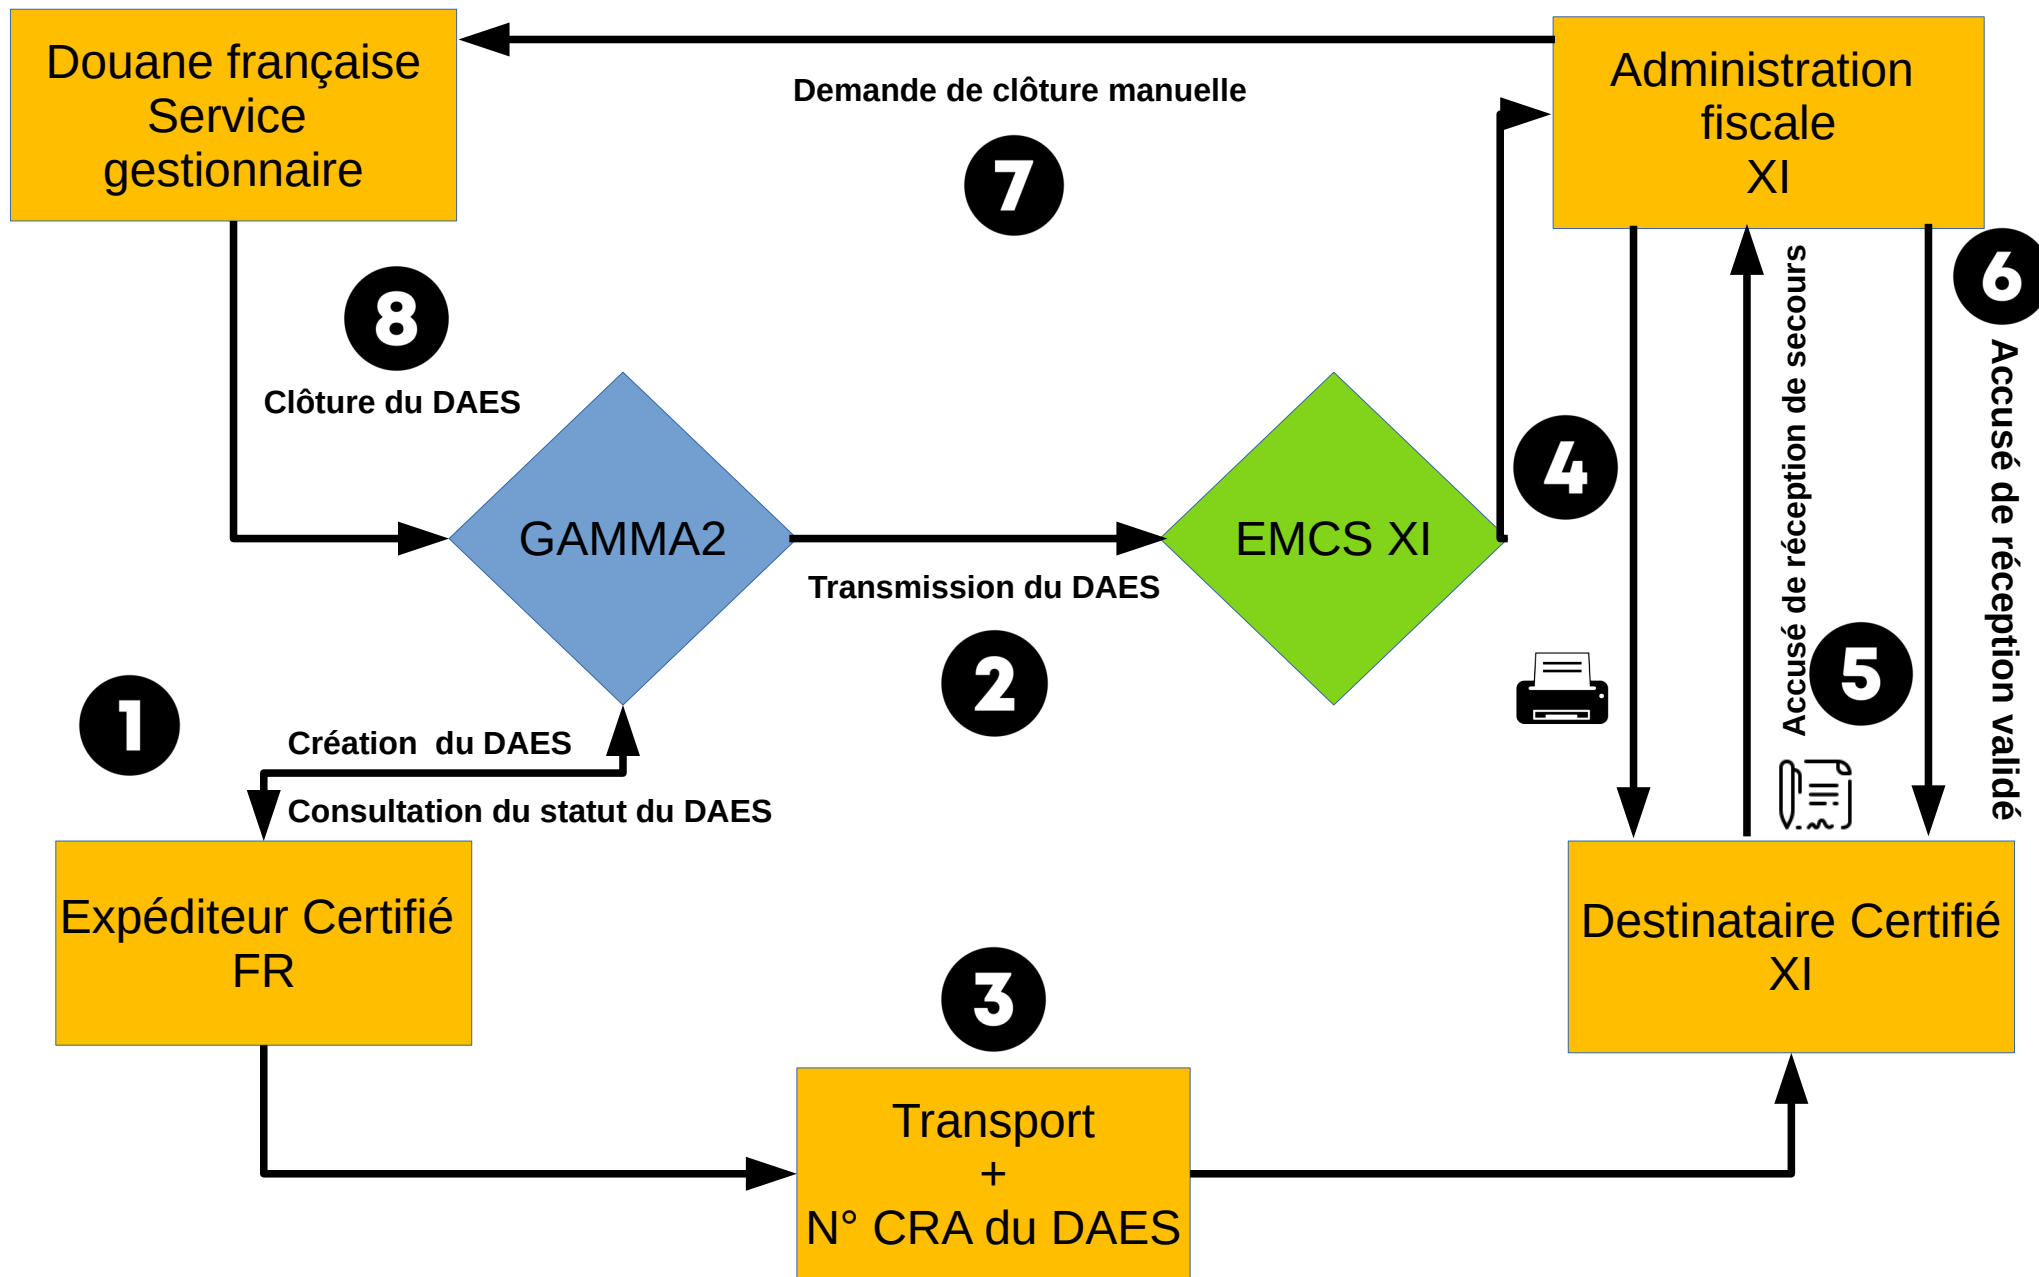 Douane française
Service
gestionnaire
Demande de clôture manuelle
7
Administration
fiscale
XI
8
Clôture du DAES
6
Accusé de réception validé
Accusé de réception de secours
4
5
GAMMA2
Transmission du DAES
2
EMCS XI
1
Création  du DAES
Consultation du statut du DAES
Expéditeur Certifié
FR
Destinataire Certifié
XI
3
Transport
+
N° CRA du DAES